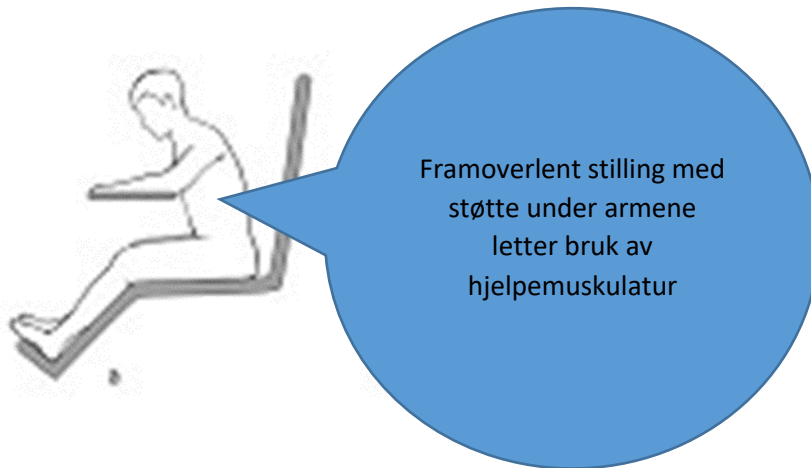 Framoverlent stilling med
støtte under armene
letter bruk av
hjelpemuskulatur